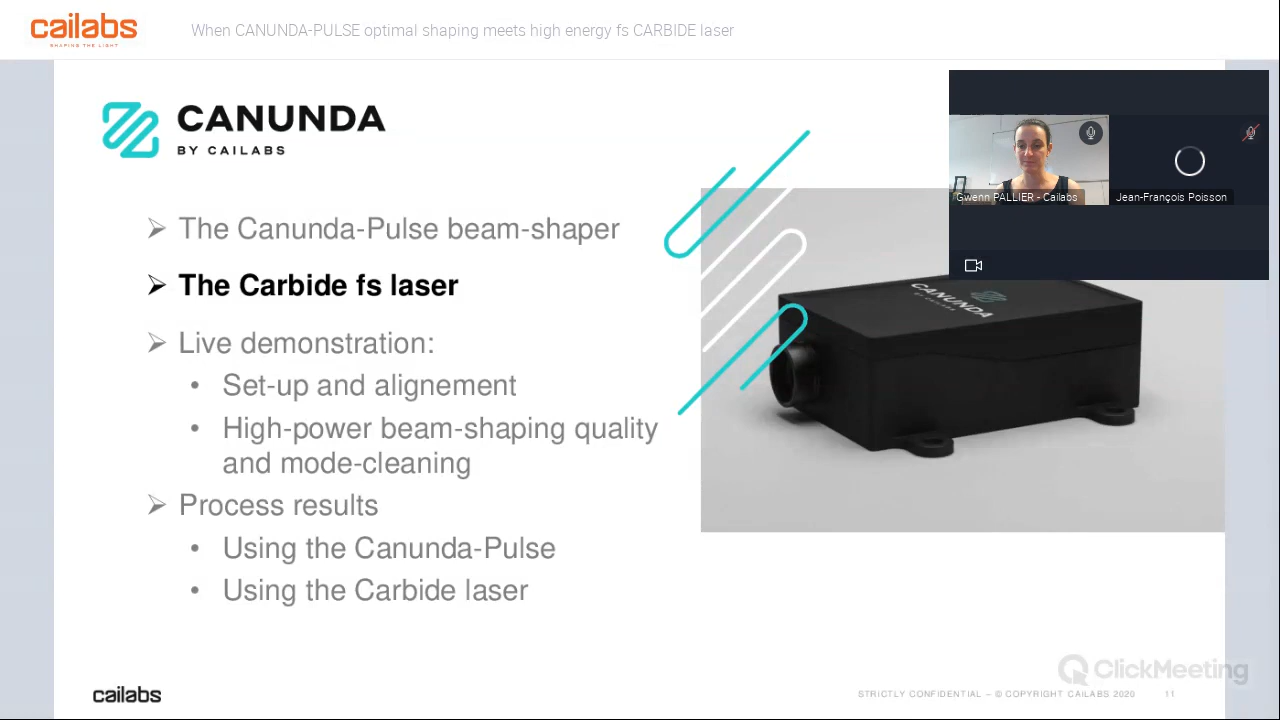 cailabs
SHAPING THE LIGHT
When CANUNDA-PULSE optimal shaping meets high energy fs CARBIDE laser
CANUNDA
BY CAILABS
Gwenn PALLIER - Cailabs
Jean-François Poisson
➢ The Canunda-Pulse beam-shaper
➢ The Carbide fs laser
➢ Live demonstration:
• Set-up and alignement
• High-power beam-shaping quality
and mode-cleaning
➢ Process results
• Using the Canunda-Pulse
• Using the Carbide laser
CANUNDA
BY CAILABS
ClickMeeting
cailabs
STRICTLY CONFIDENTIAL – © COPYRIGHT CAILABS 2020
11